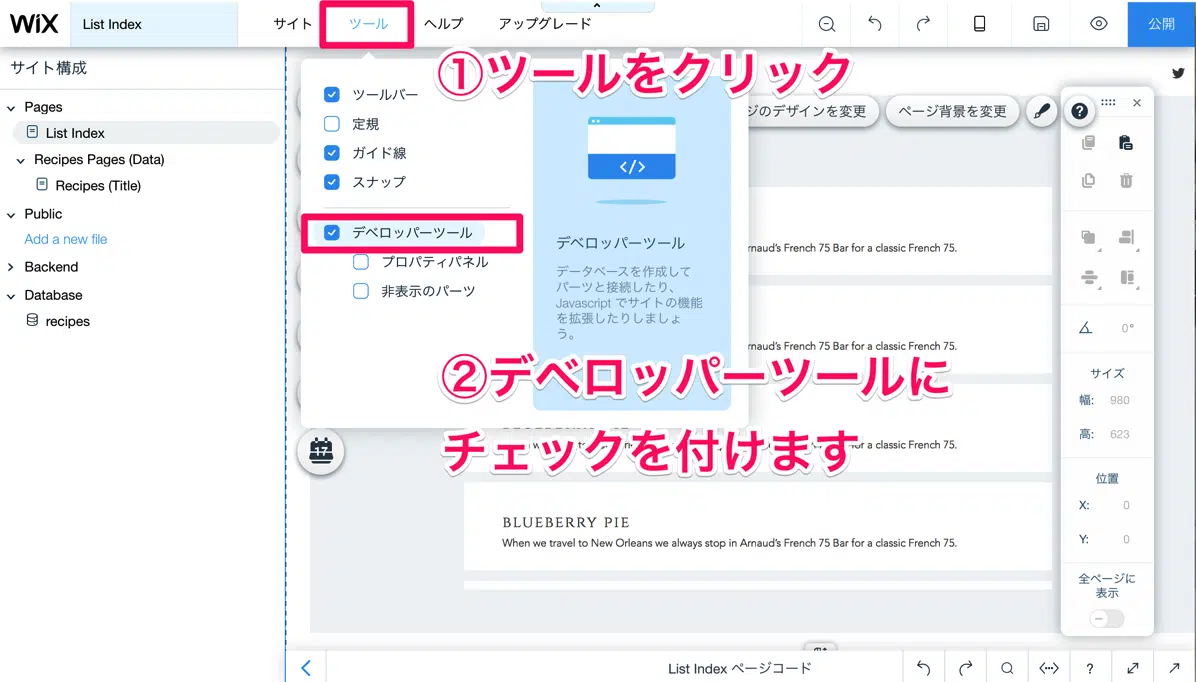 WiX
List Index
サイト
ツール
ヘルプ
アップグレード
公開
サイト構成
Pages
List Index
Recipes Pages (Data)
Recipes (Title)
Public
Add a new file
Backend
Database
recipes
①ツールをクリック
ツールバー
定規
ガイド線
スナップ
デベロッパーツール
プロパティパネル
非表示のパーツ
</>
デベロッパーツール
データベースを作成して
パーツと接続したり、
Javascript でサイトの機能
を拡張したりしましょ
う。
②デベロッパーツールに
チェックを付けます
ジのデザインを変更
ページ背景を変更
?
rnaud's French 75 Bar for a classic French 75.
rnaud's French 75 Bar for a classic French 75.
a for a classic French 75.
BLUEBERRY PIE
When we travel to New Orleans we always stop in Arnaud's French 75 Bar for a classic French 75.
0°
サイズ
幅: 980
高: 623
位置
X: 0
Y: 0
全ページに
表示
List Index ページコード
?